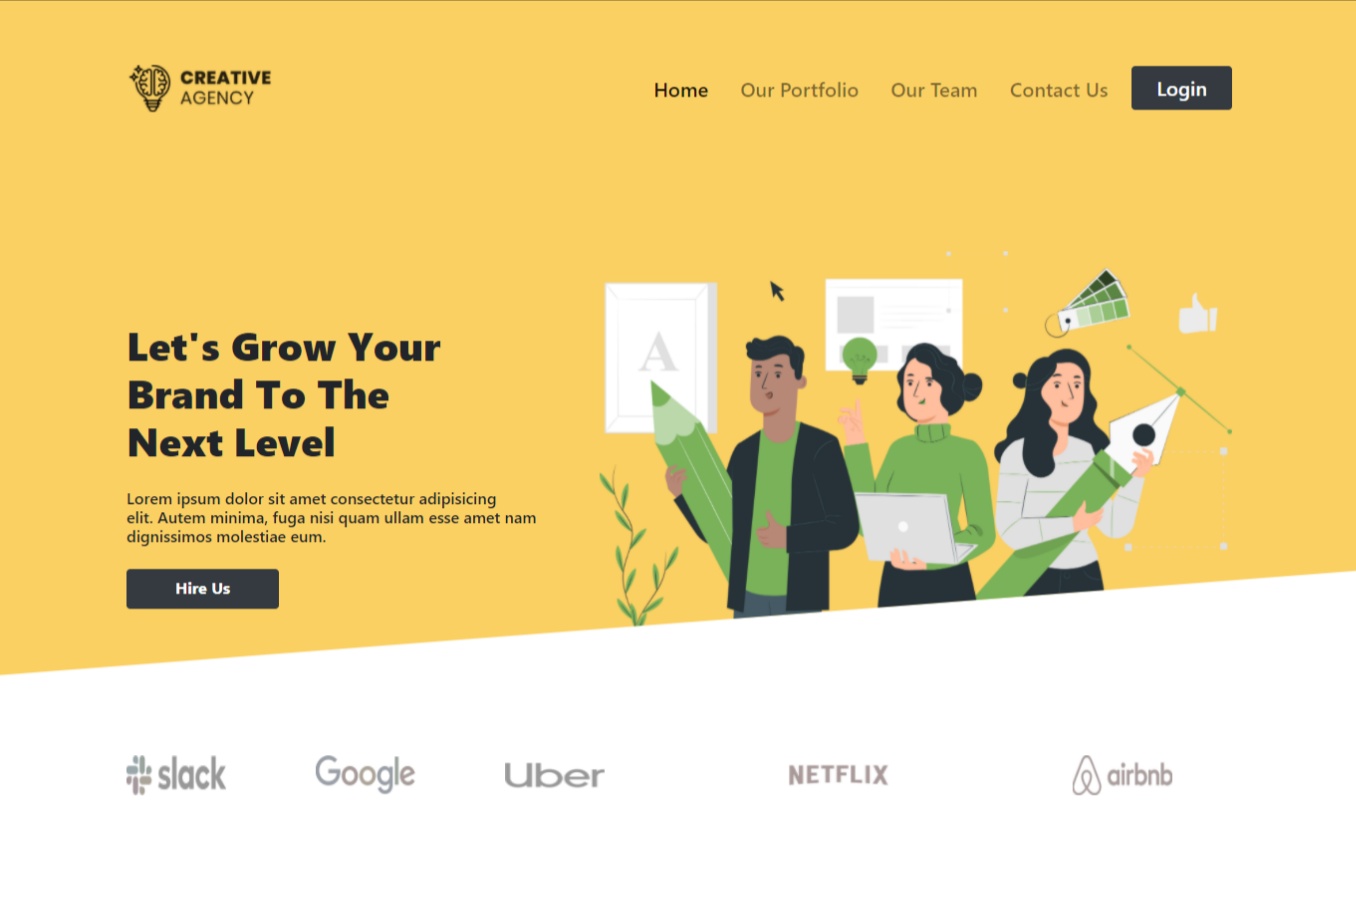 CREATIVE
AGENCY
Home Our Portfolio Our Team Contact Us Login
A
Let's Grow Your
Brand To The
Next Level
Lorem ipsum dolor sit amet consectetur adipisicing
elit. Autem minima, fuga nisi quam ullam esse amet nam
dignissimos molestiae eum.
Hire Us
slack Google Uber NETFLIX airbnb